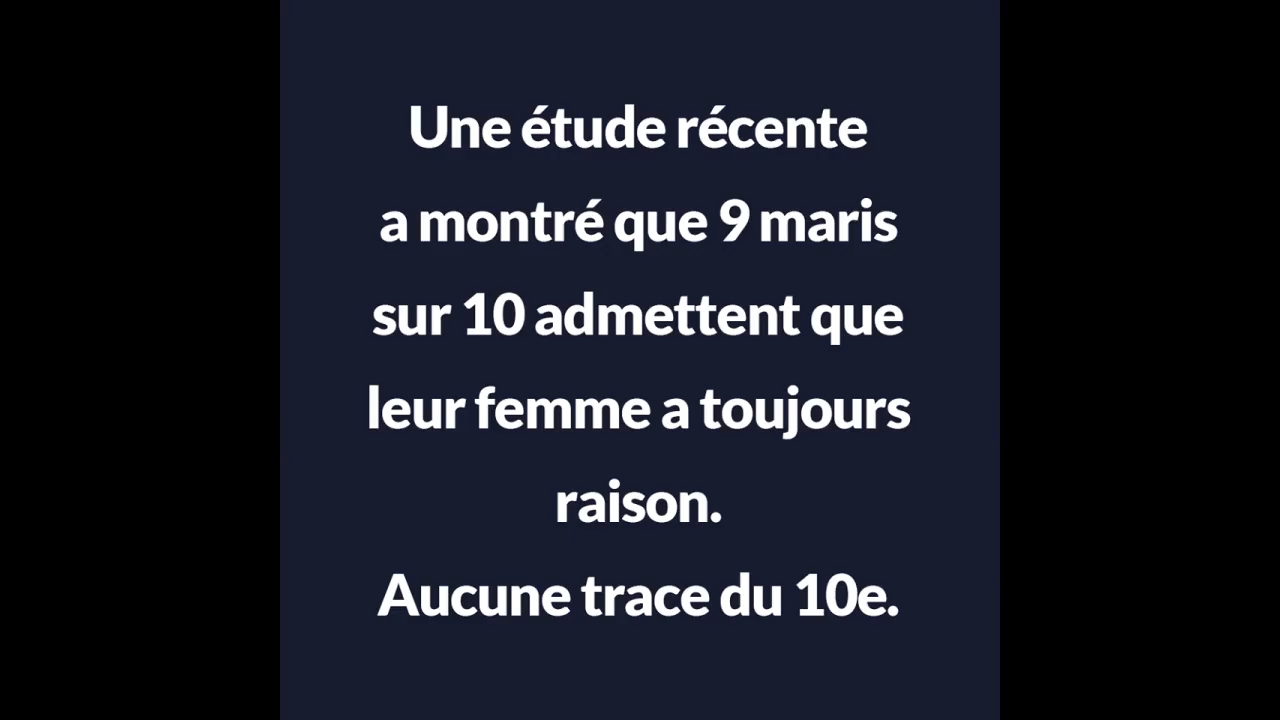 Une étude récente
a montré que 9 maris
sur 10 admettent que
leur femme a toujours
raison.
Aucune trace du 10e.